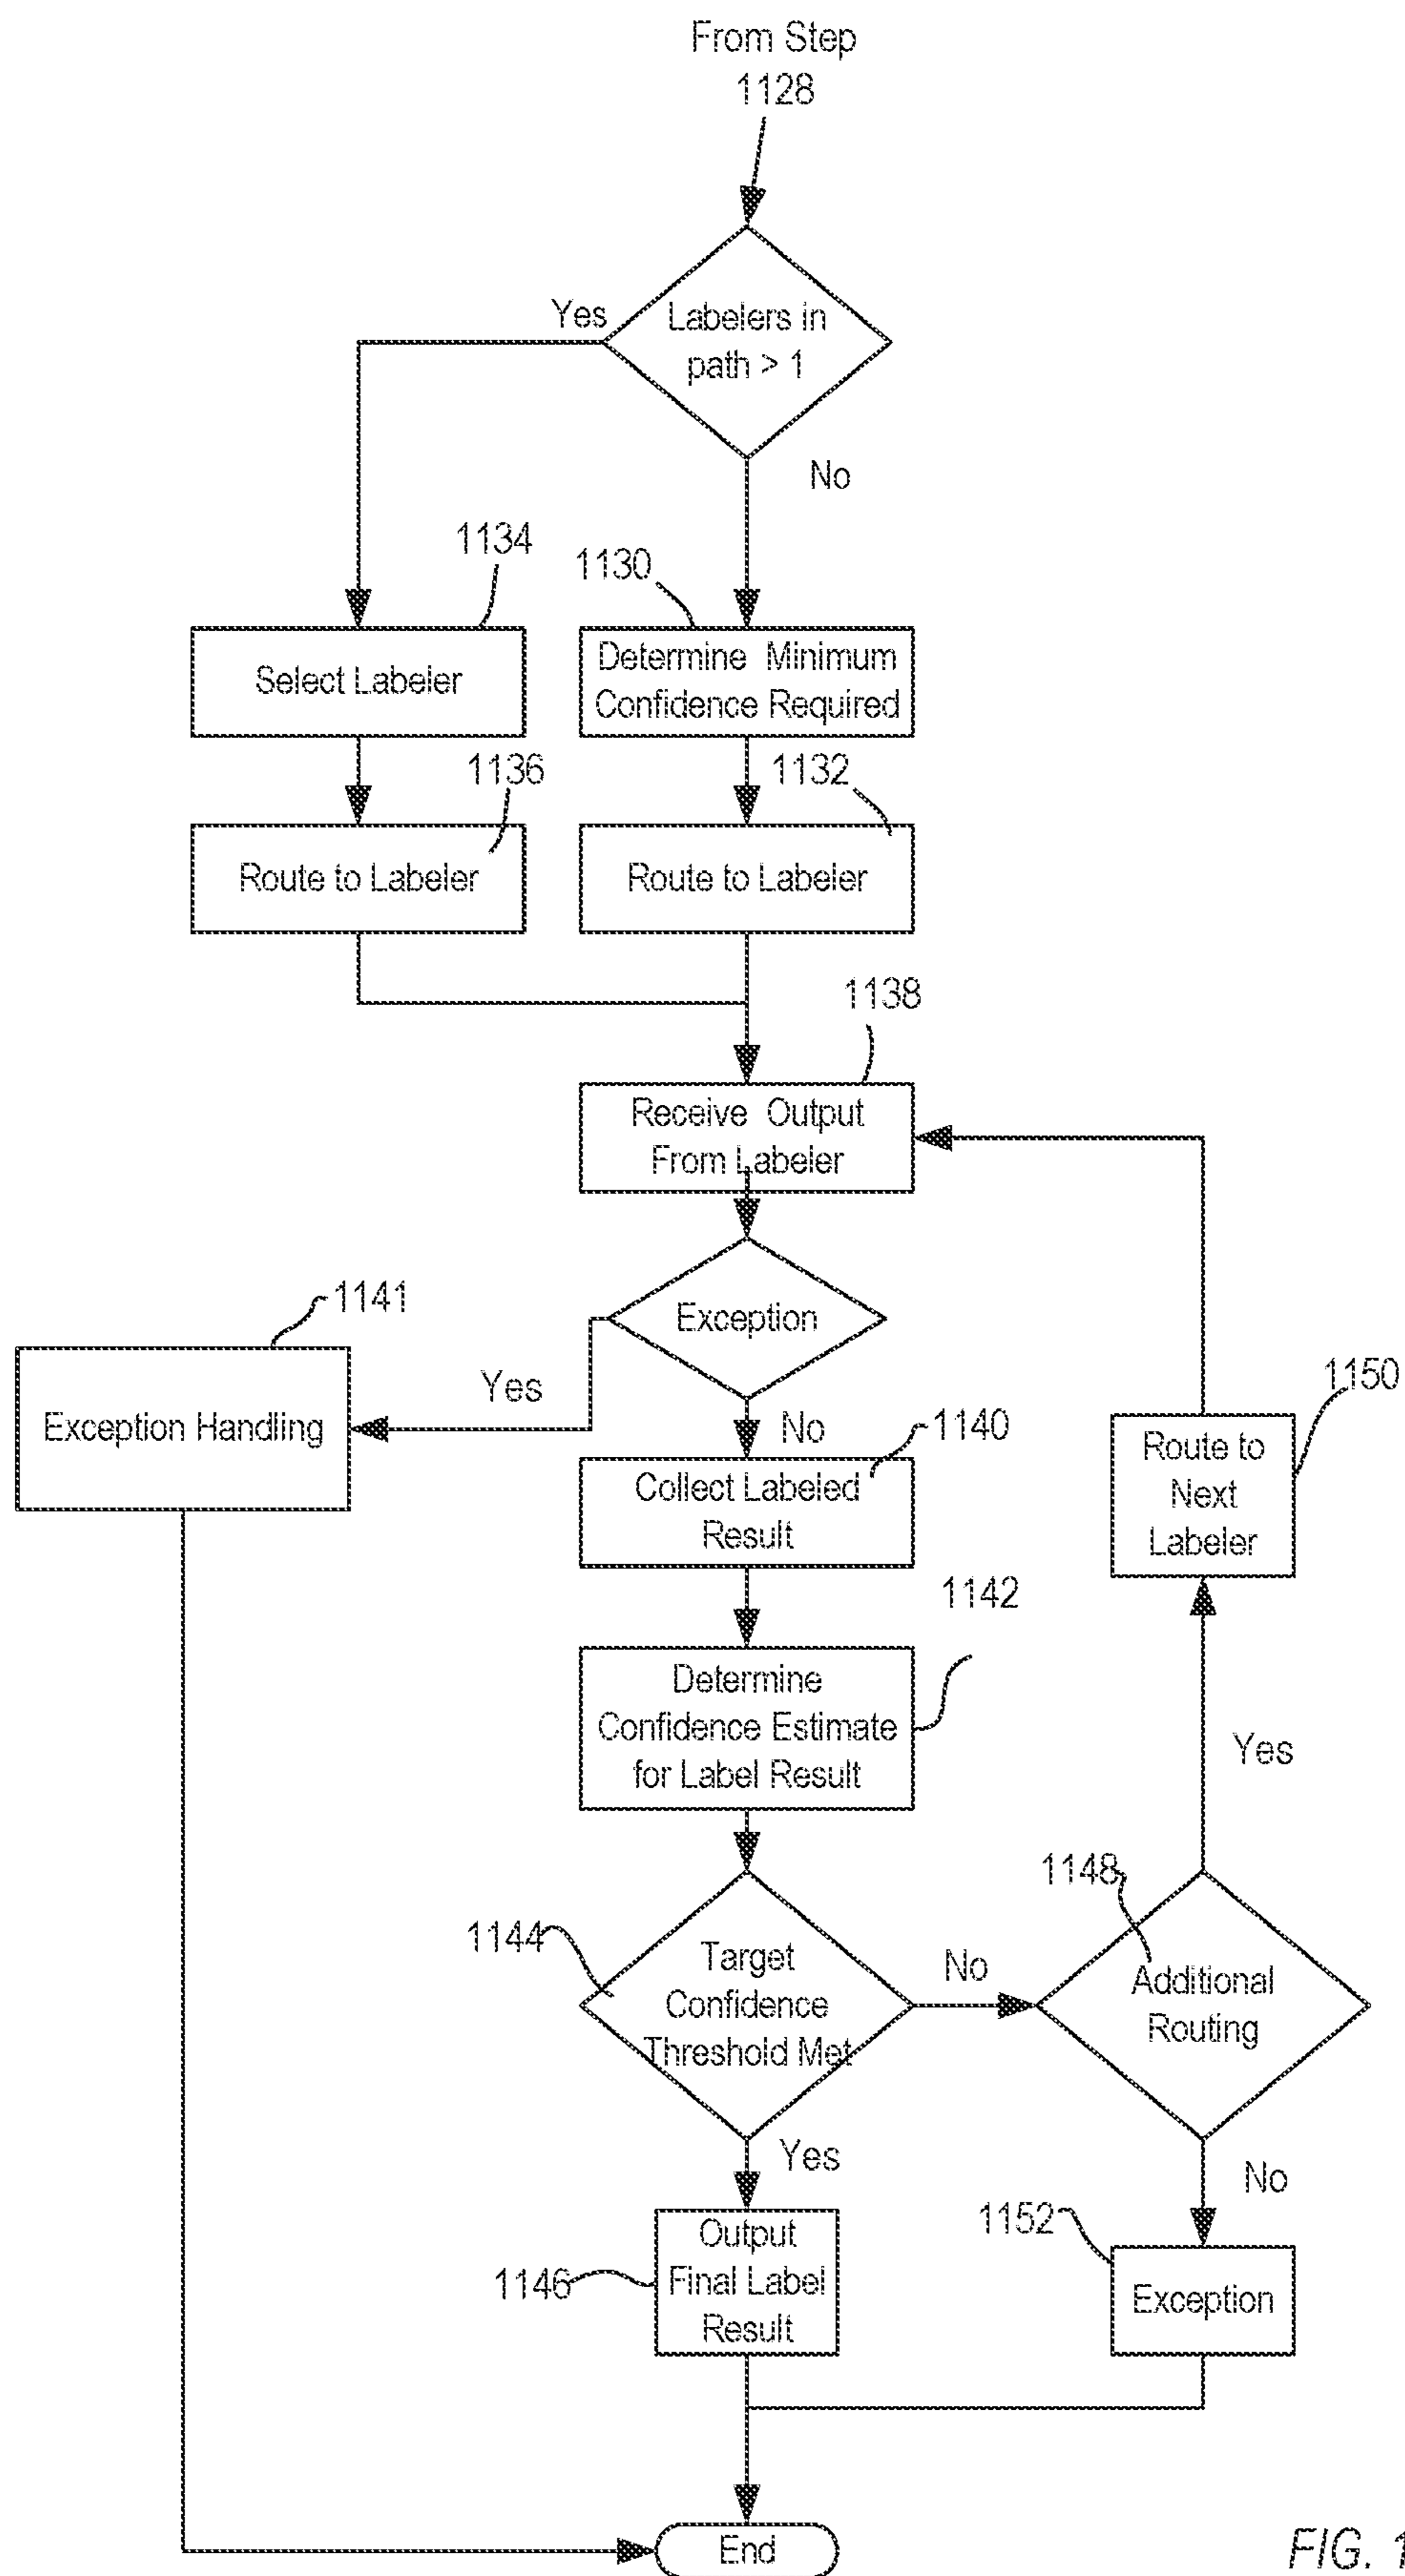 From Step
1128
Labelers in
path > 1
Yes
No
1134
1130
Select Labeler
Determine Minimum
Confidence Required
1136
1132
Route to Labeler
Route to Labeler
1138
Receive Output
From Labeler
Exception
1141
Yes
Exception Handling
No
1140
Collect Labeled
Result
1150
Route to
Next
Labeler
1142
Determine
Confidence Estimate
for Label Result
Yes
1148
1144
Target
Confidence
Threshold Met
No
Additional
Routing
Yes
No
1152
1146
Output
Final Label
Result
Exception
End
FIG. 1